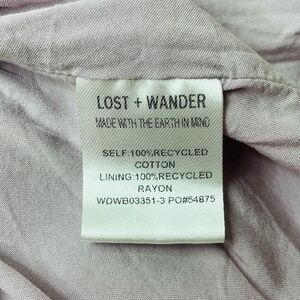 LOST + WANDER
MADE WITH THE EARTH IN MIND
SELF:100%RECYCLED
COTTON
LINING:100%RECYCLED
RAYON
WDWB03351-3 PO#54875